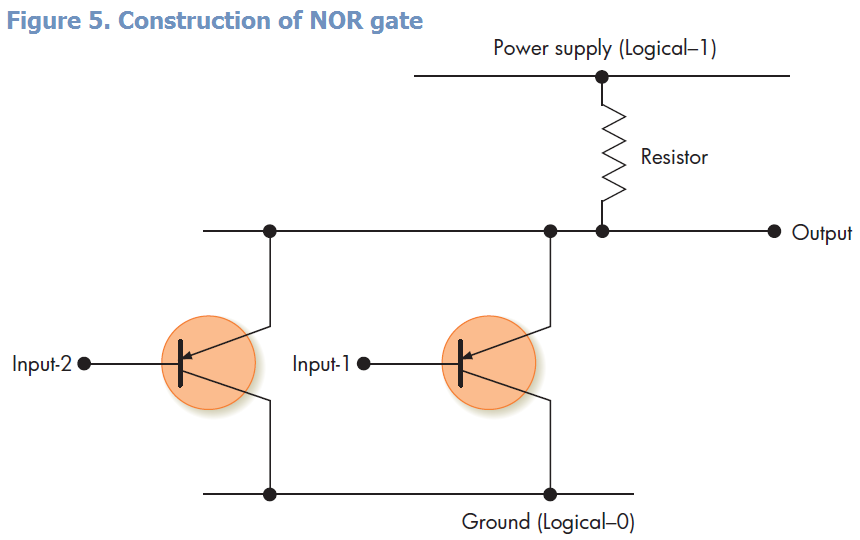 Figure 5. Construction of NOR gate
Power supply (Logical–1)
Resistor
Output
Input-2
Input-1
Ground (Logical–0)